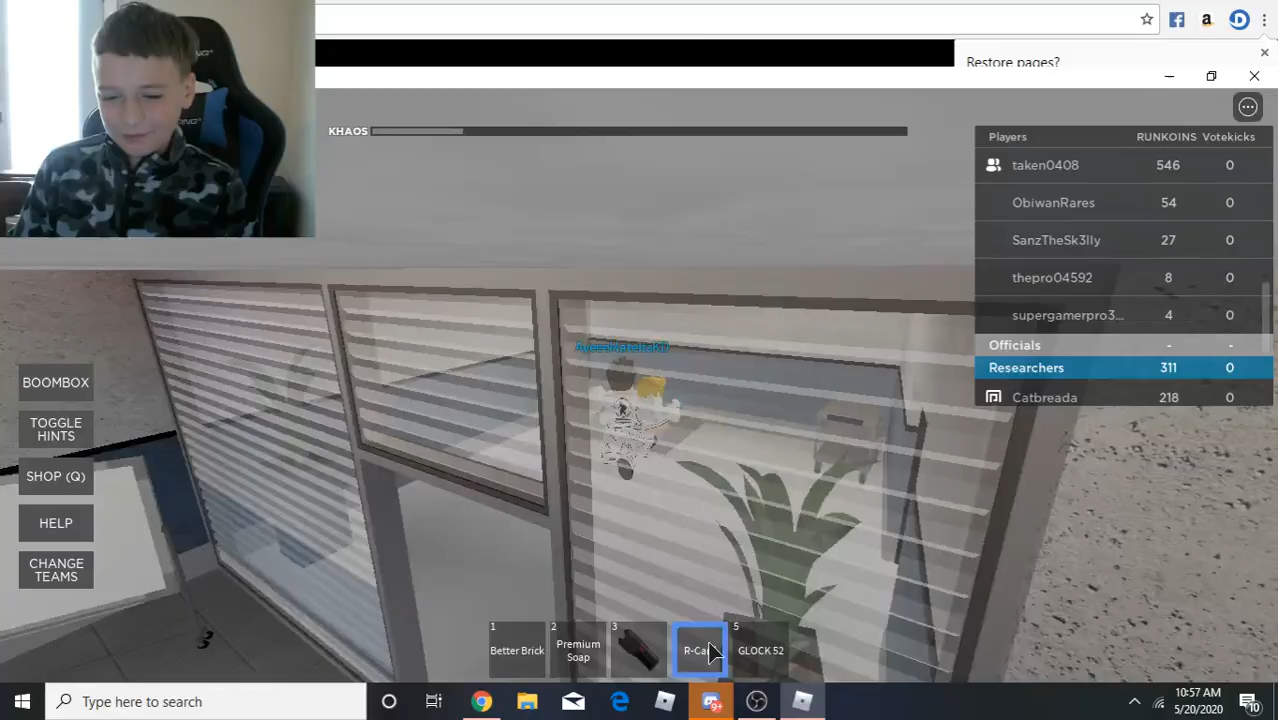 Restore pages?
KHAOS
Players RUNKOINS Votekicks
taken0408 546 0
ObiwanRares 54 0
SanzTheSk3lly 27 0
thepro04592 8 0
supergamerpro3... 4 0
Officials - -
Researchers 311 0
Catbreada 218 0
BOOMBOX
TOGGLE
HINTS
SHOP (Q)
HELP
CHANGE
TEAMS
1 2 3 5
Better Brick
Premium
Soap
GLOCK 52
Type here to search
9+
10:57 AM
5/20/2020
10